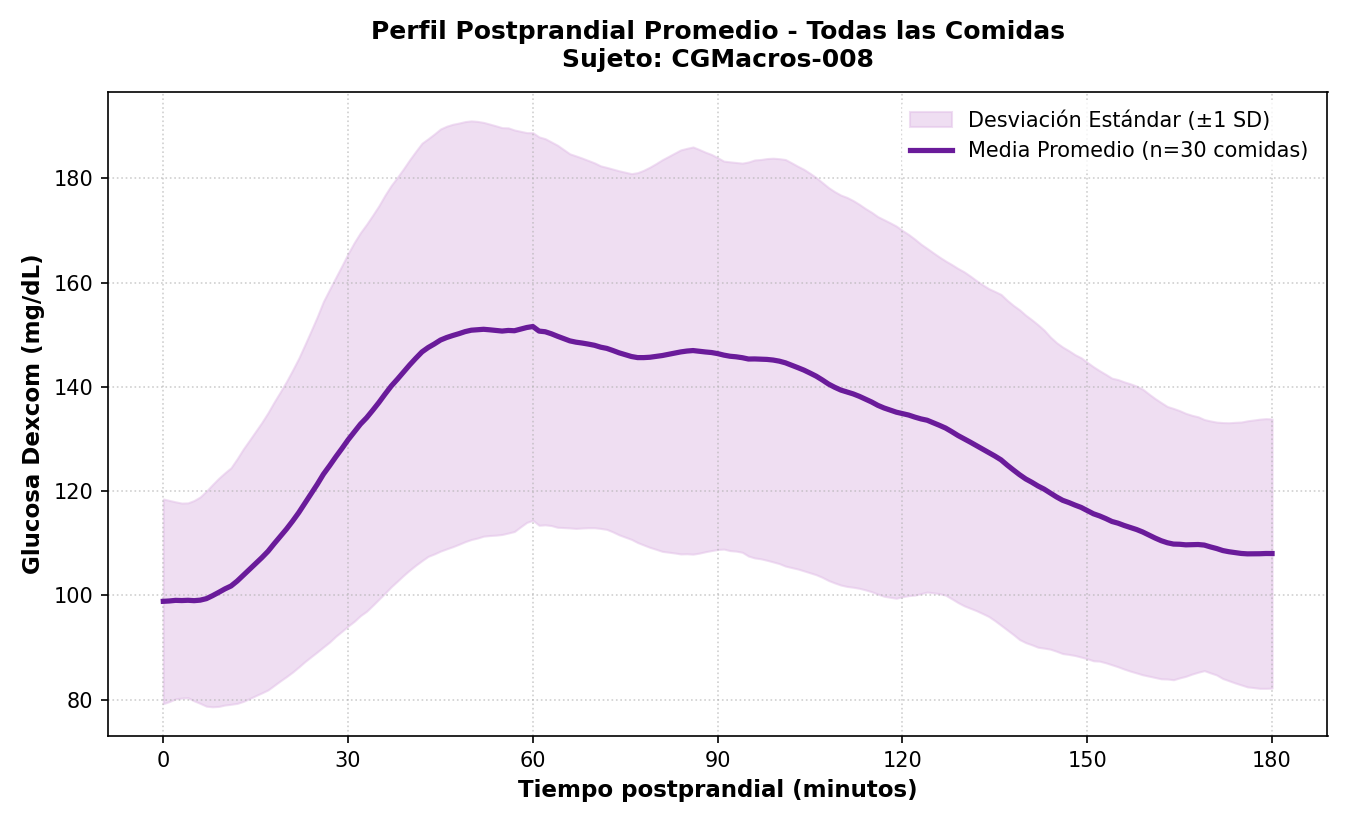 Perfil Postprandial Promedio - Todas las Comidas
Sujeto: CGMacros-008
Desviación Estándar (±1 SD)
Media Promedio (n=30 comidas)
Glucosa Dexcom (mg/dL)
180
160
140
120
100
80
0 30 60 90 120 150 180
Tiempo postprandial (minutos)